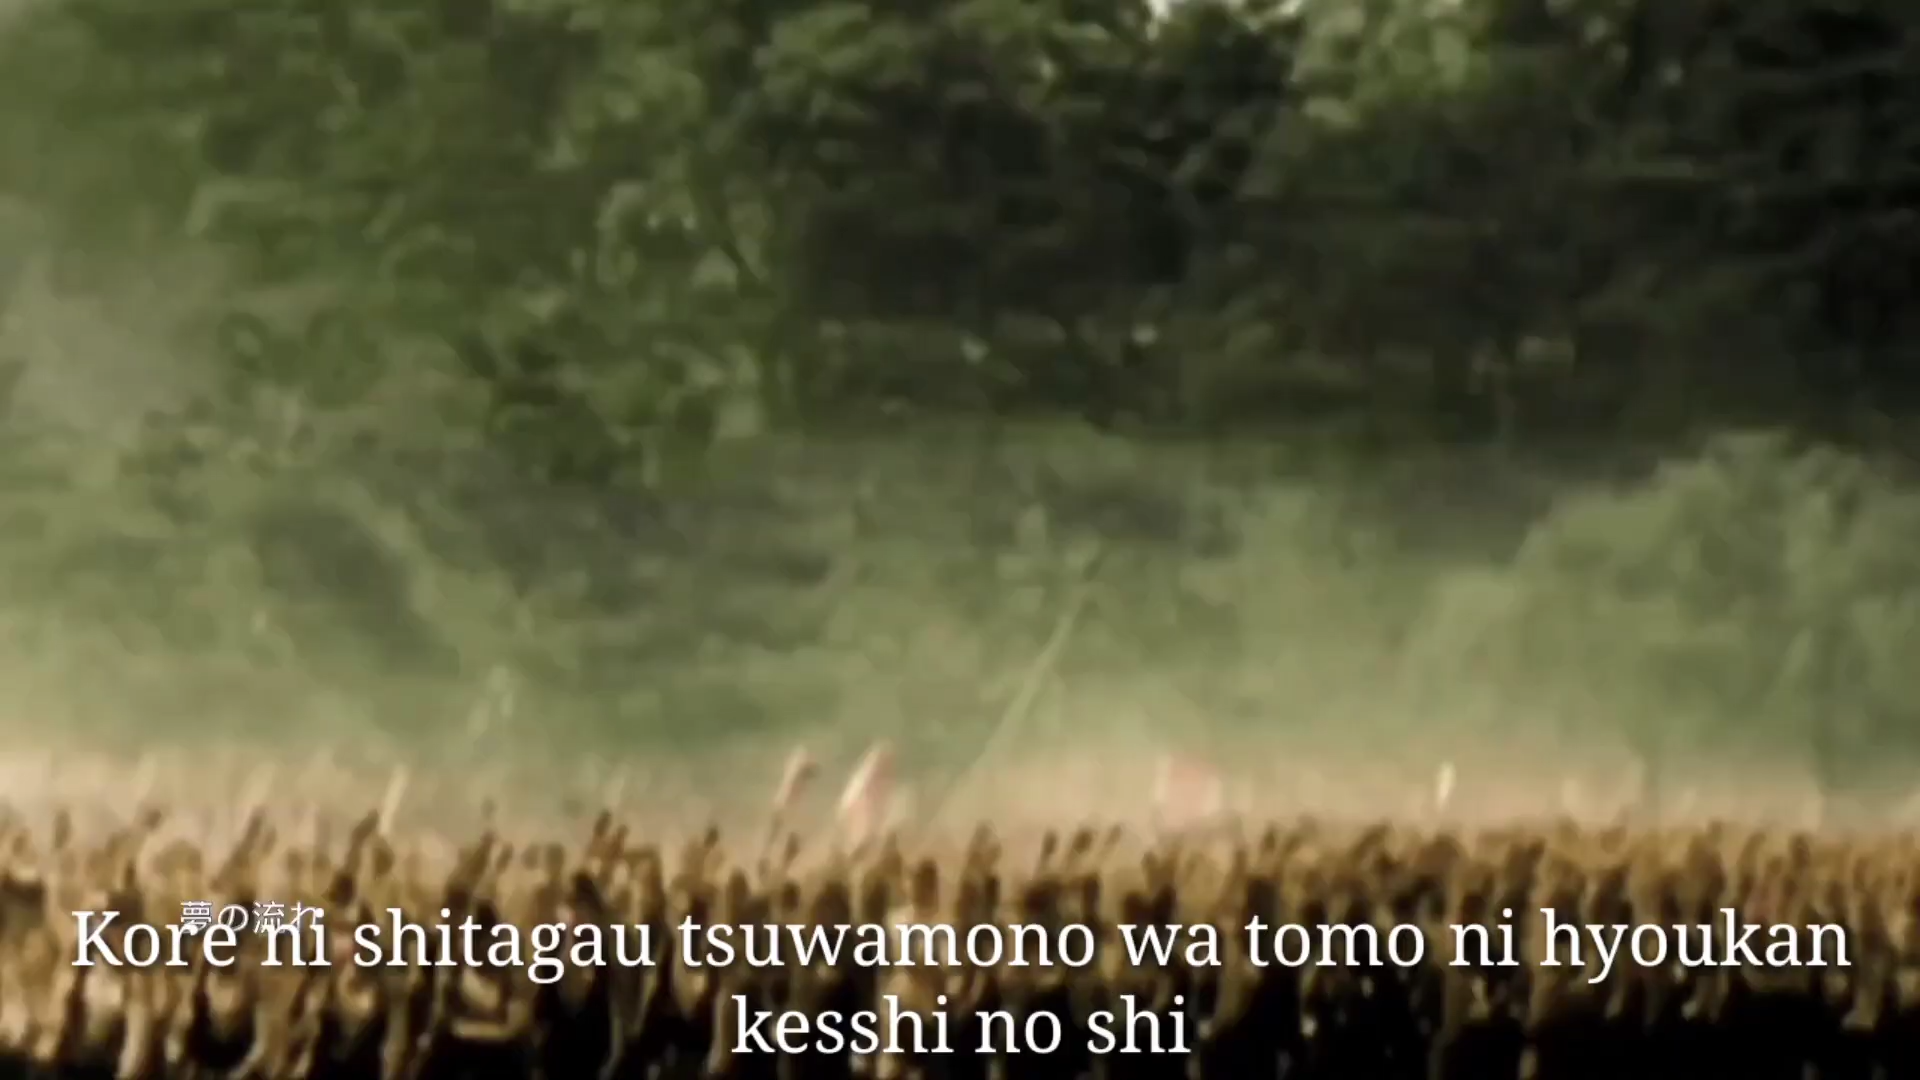 夢の流れ
Kore ni shitagau tsuwamono wa tomo ni hyoukan
kesshi no shi